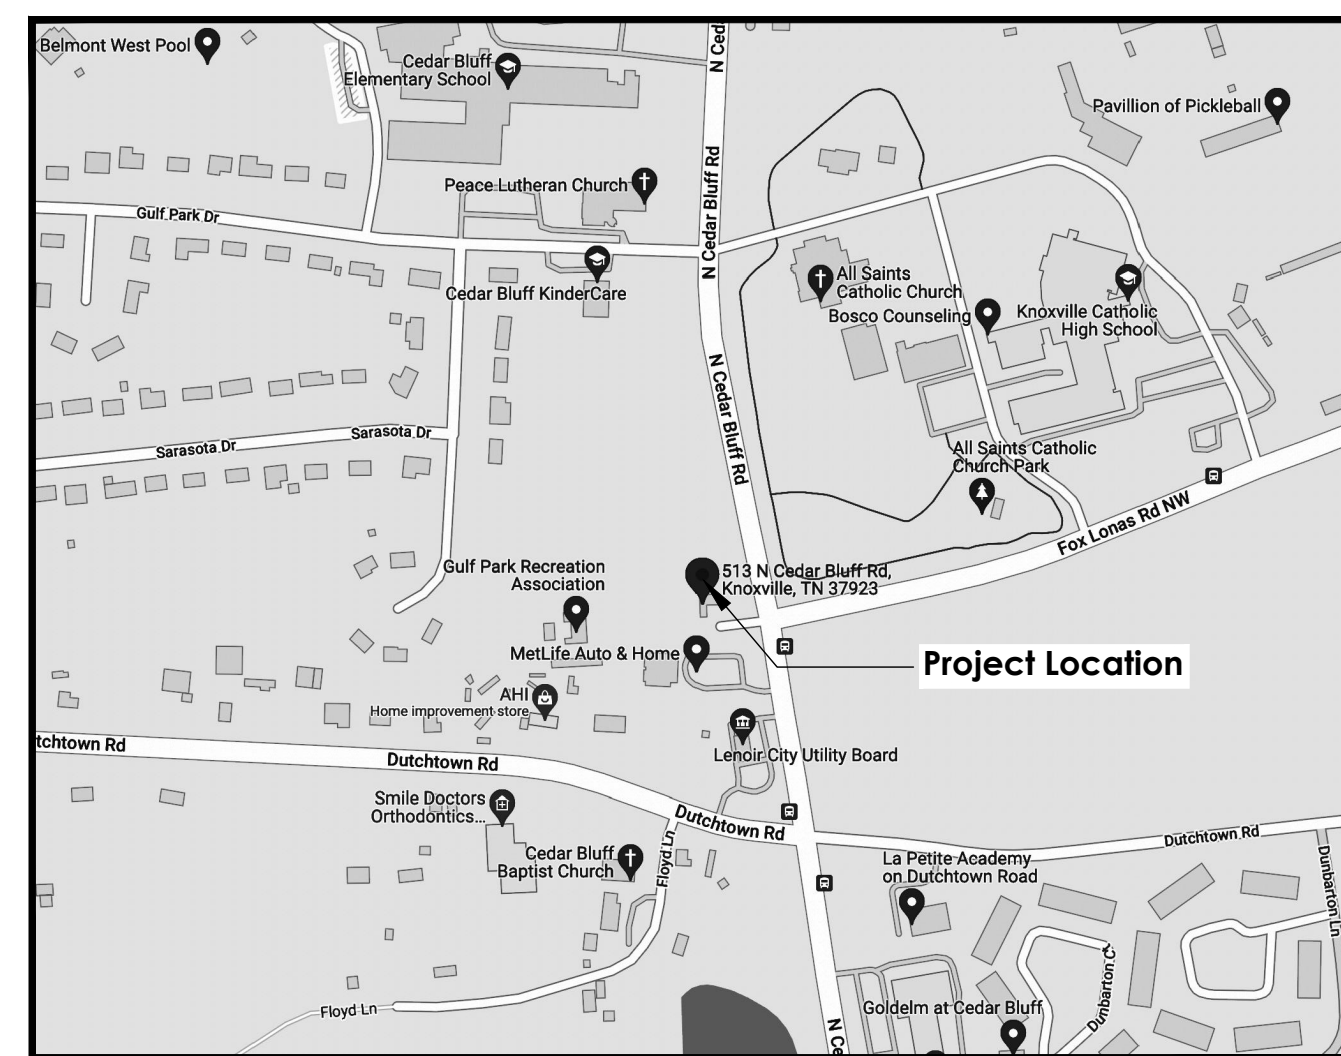 N Ced
Belmont West Pool
Cedar Bluff
Elementary School
Pavillion of Pickleball
Peace Lutheran Church
N Cedar Bluff Rd
Gulf Park Dr
All Saints
Catholic Church
Cedar Bluff KinderCare
Bosco Counseling
Knoxville Catholic
High School
N Cedar Bluff Rd
Sarasota Dr
Sarasota Dr
All Saints Catholic
Church Park
Fox Lonas Rd NW
Gulf Park Recreation
Association
513 N Cedar Bluff Rd,
Knoxville, TN 37923
MetLife Auto & Home
Project Location
AHI
Home improvement store
tchtown Rd
Dutchtown Rd
Lenoir City Utility Board
Smile Doctors
Orthodontics...
Dutchtown Rd
Dutchtown Rd
Cedar Bluff
Baptist Church
Floyd Ln
La Petite Academy
on Dutchtown Road
Dunbarton Ln
Dunbarton Ct
Floyd Ln
Goldelm at Cedar Bluff
N Ce